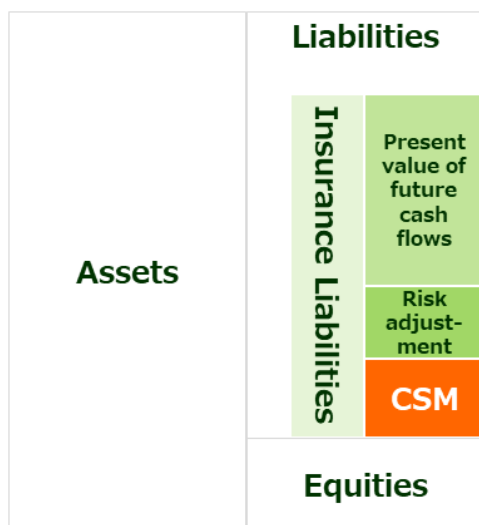 Liabilities
Assets
Insurance Liabilities
Present
value of
future
cash
flows
Risk
adjust-
ment
CSM
Equities